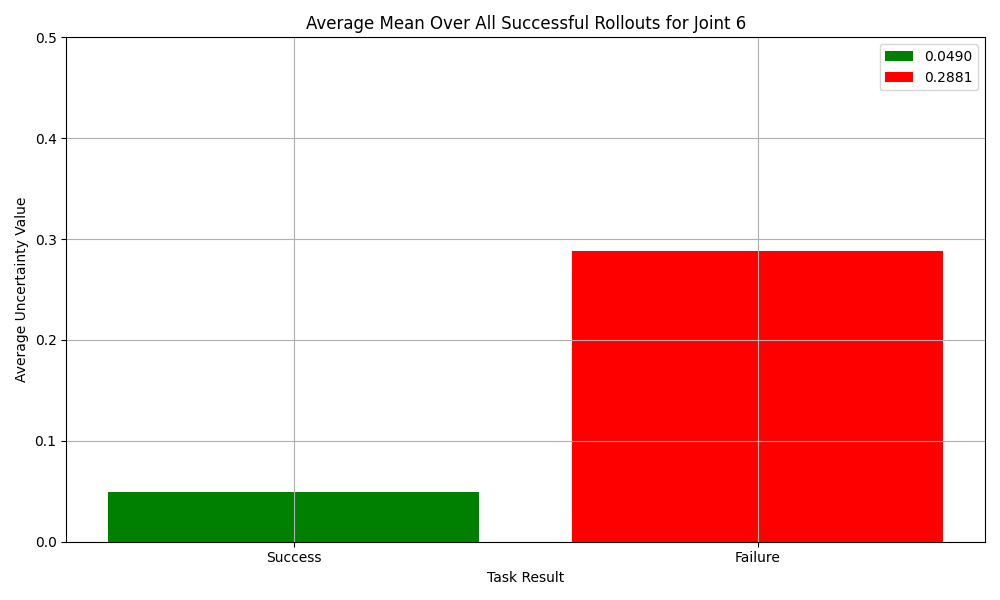 Average Mean Over All Successful Rollouts for Joint 6
0.0490
0.2881
Average Uncertainty Value
0.5
0.4
0.3
0.2
0.1
0.0
Success
Failure
Task Result